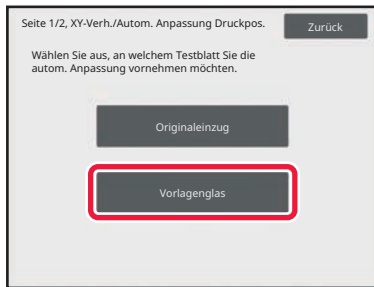 Seite 1/2, XY-Verh./Autom. Anpassung Druckpos.
Zurück
Wählen Sie aus, an welchem Testblatt Sie die
autom. Anpassung vornehmen möchten.
Originaleinzug
Vorlagenglas